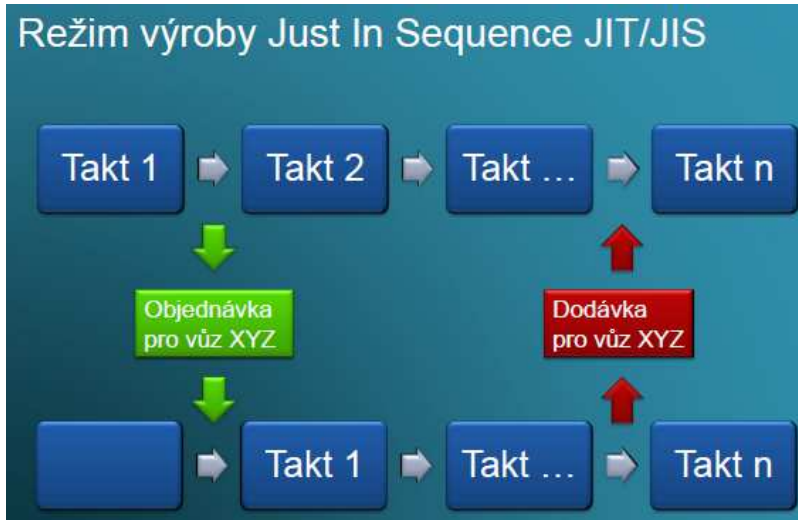 Režim výroby Just In Sequence JIT/JIS
Takt 1
Takt 2
Takt ...
Takt n
Objednávka
pro vůz XYZ
Dodávka
pro vůz XYZ
Takt 1
Takt ...
Takt n